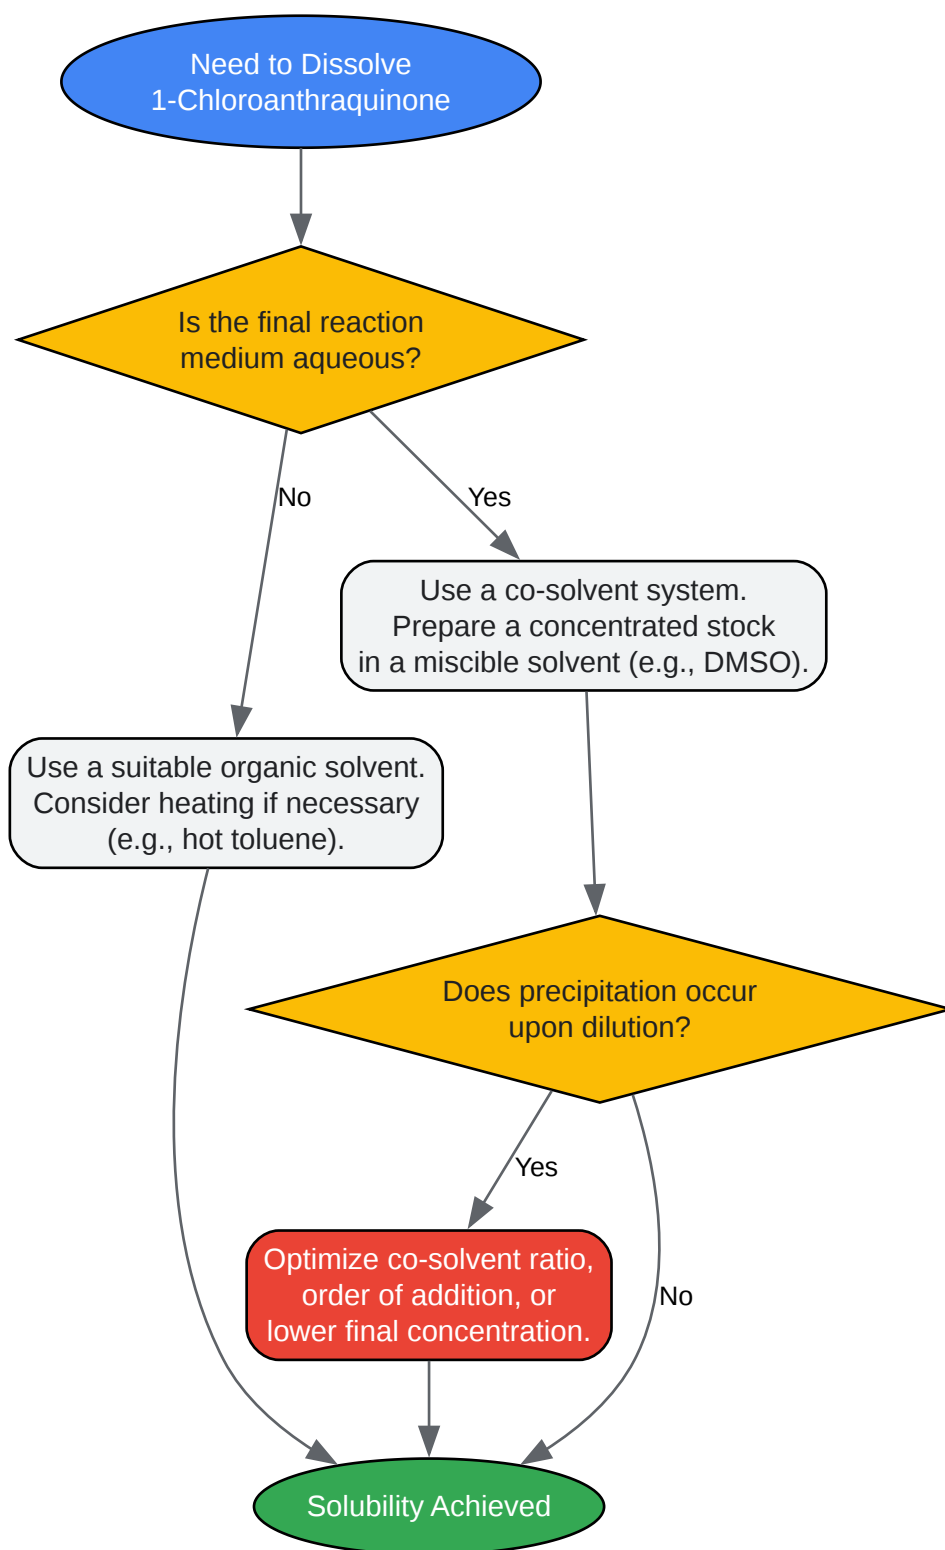 Need to Dissolve
1-Chloroanthraquinone
Is the final reaction
medium aqueous?
No
Yes
Use a co-solvent system.
Prepare a concentrated stock
in a miscible solvent (e.g., DMSO).
Use a suitable organic solvent.
Consider heating if necessary
(e.g., hot toluene).
Does precipitation occur
upon dilution?
Yes
Optimize co-solvent ratio,
order of addition, or
lower final concentration.
No
Solubility Achieved